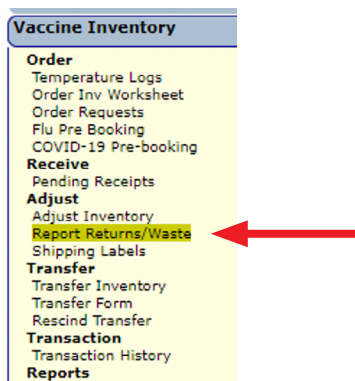 Vaccine Inventory
Order
Temperature Logs
Order Inv Worksheet
Order Requests
Flu Pre Booking
COVID-19 Pre-booking
Receive
Pending Receipts
Adjust
Adjust Inventory
Report Returns/Waste
Shipping Labels
Transfer
Transfer Inventory
Transfer Form
Rescind Transfer
Transaction
Transaction History
Reports